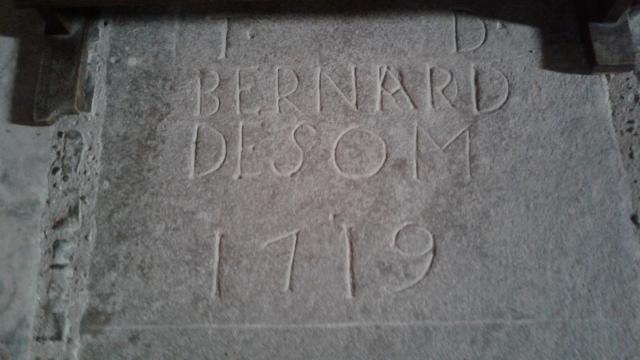 I· D·
BERNARD
DESOM
1719